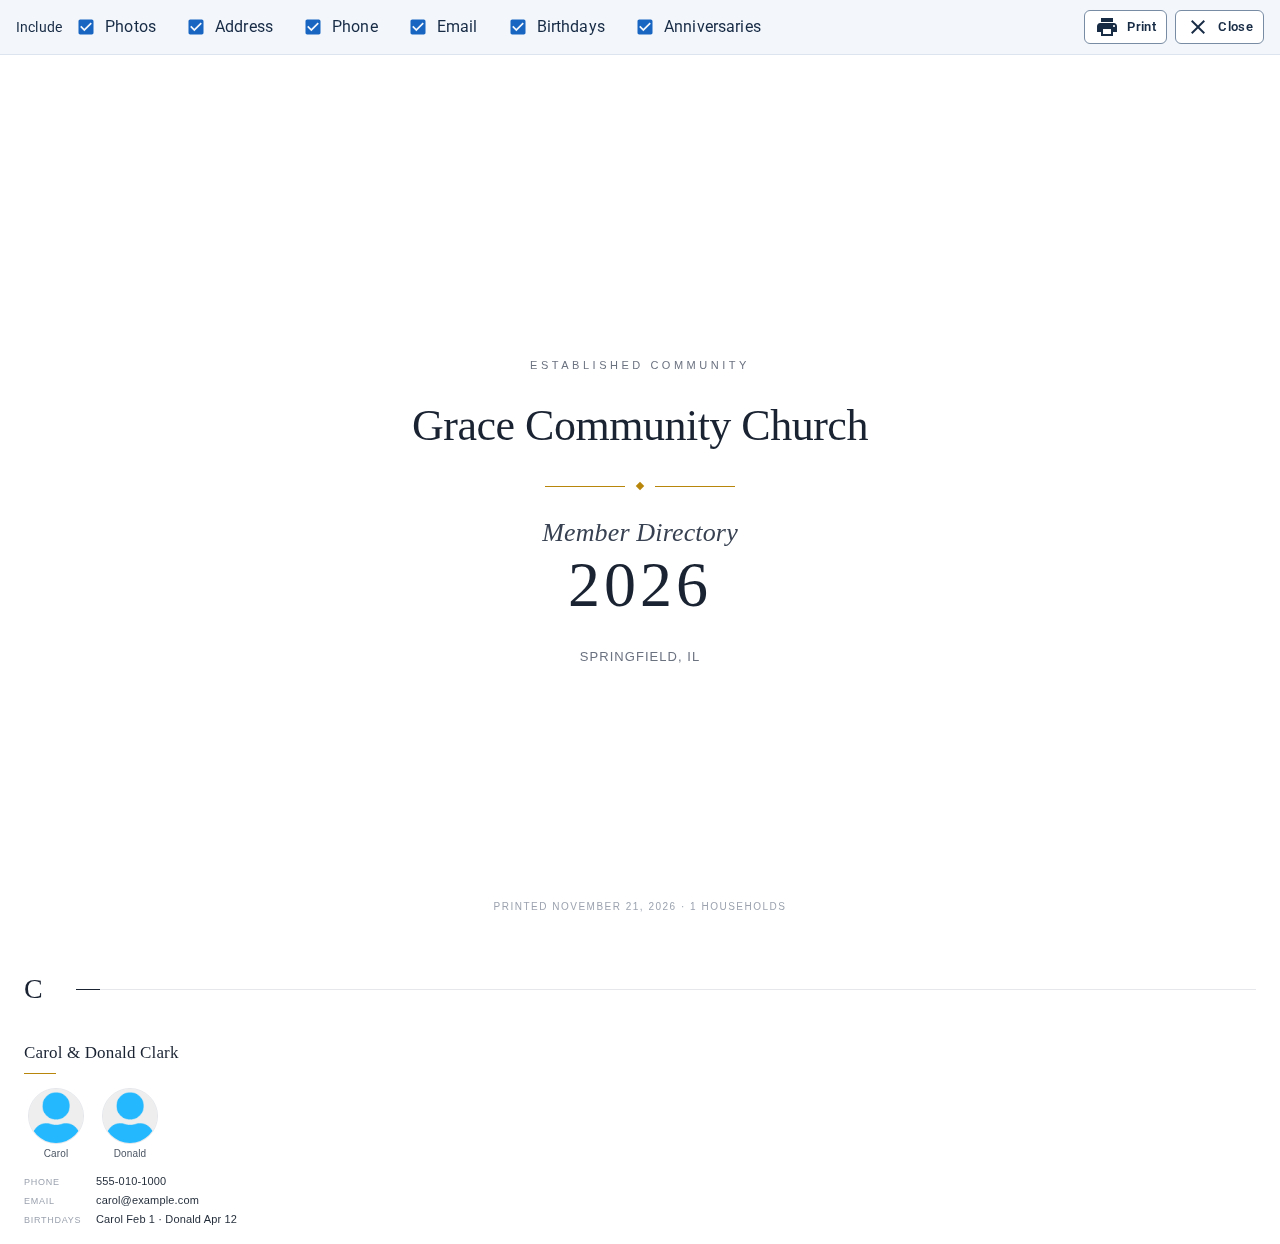 Include Photos Address Phone Email Birthdays Anniversaries Print Close
ESTABLISHED COMMUNITY
Grace Community Church
Member Directory
2026
SPRINGFIELD, IL
PRINTED NOVEMBER 21, 2026 · 1 HOUSEHOLDS
C
Carol & Donald Clark
Carol Donald
PHONE 555-010-1000
EMAIL carol@example.com
BIRTHDAYS Carol Feb 1 · Donald Apr 12